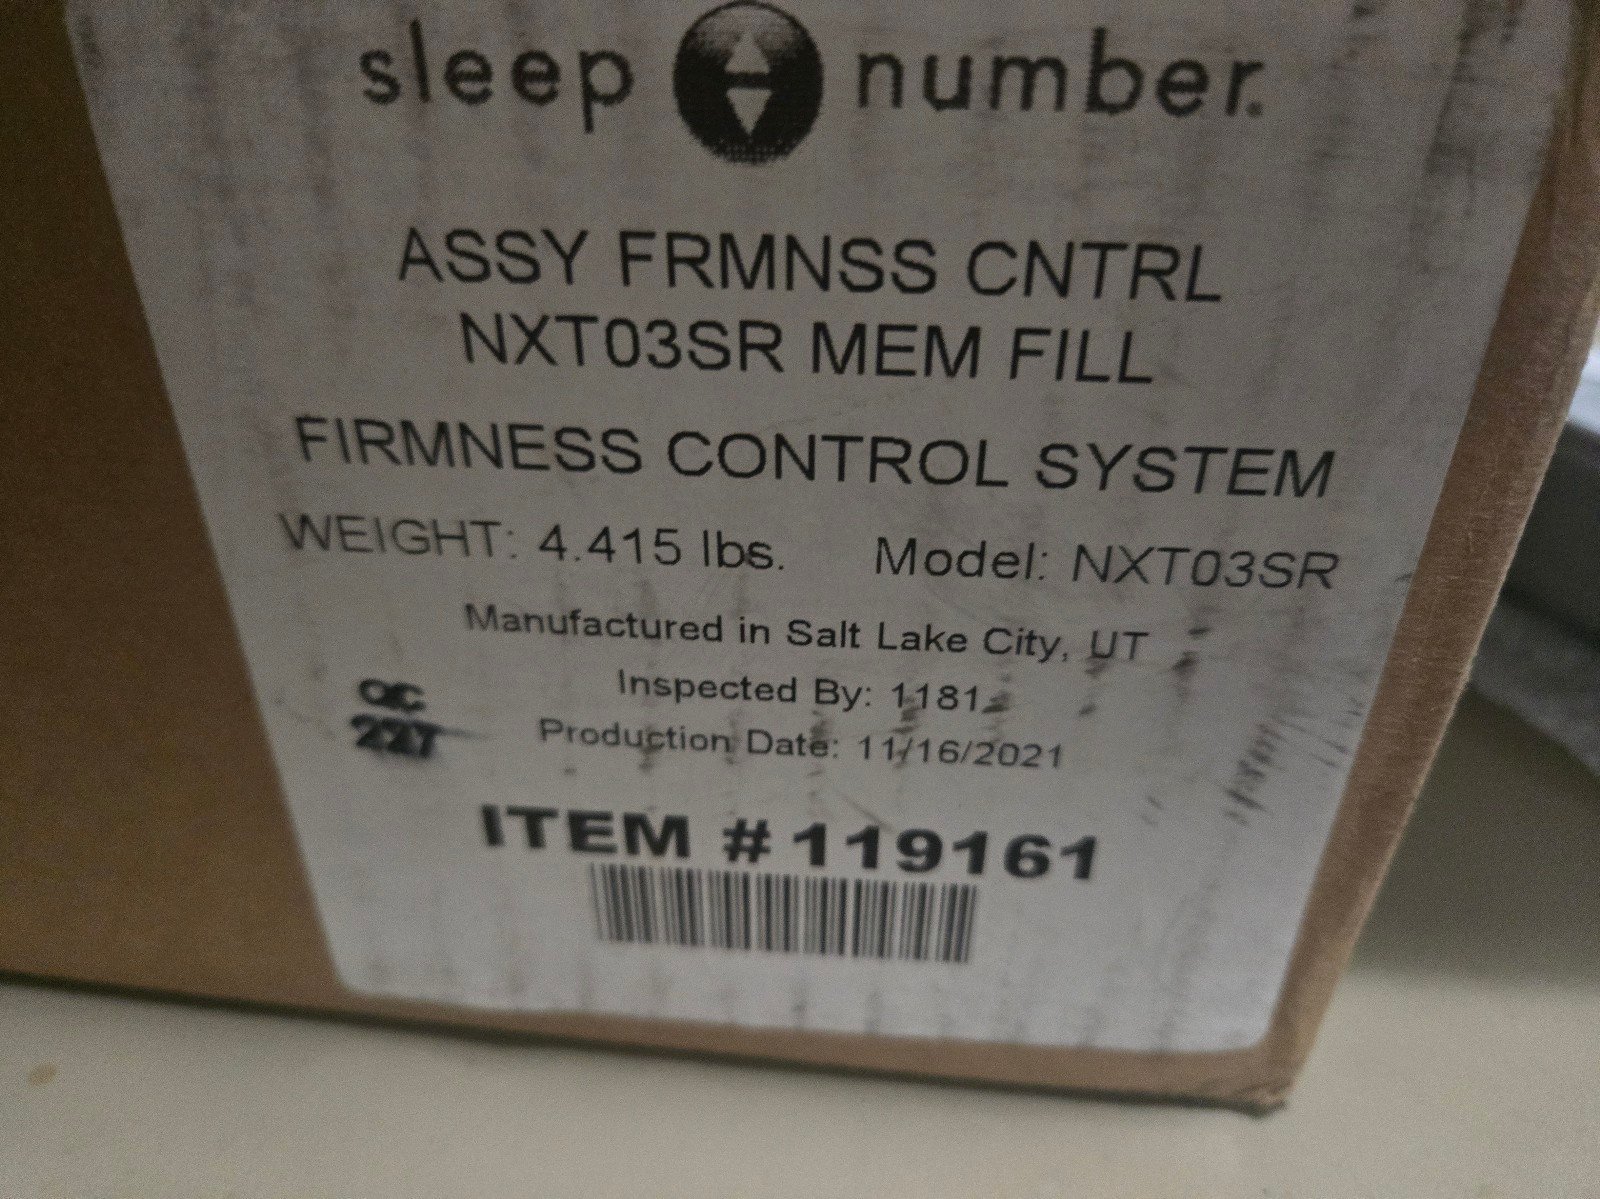 sleep number.
ASSY FRMNSS CNTRL
NXT03SR MEM FILL
FIRMNESS CONTROL SYSTEM
WEIGHT: 4.415 lbs. Model: NXT03SR
Manufactured in Salt Lake City, UT
Inspected By: 1181
QC
227
Production Date: 11/16/2021
ITEM # 119161